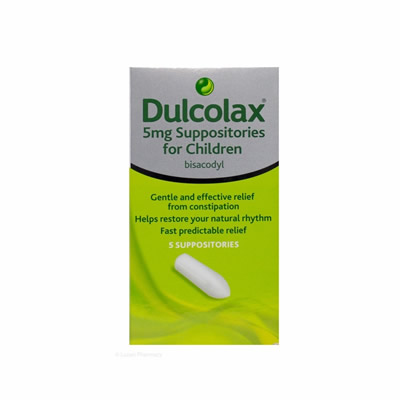 Dulcolax®
5mg Suppositories
for Children
bisacodyl
Gentle and effective relief
from constipation
Helps restore your natural rhythm
Fast predictable relief
5 SUPPOSITORIES